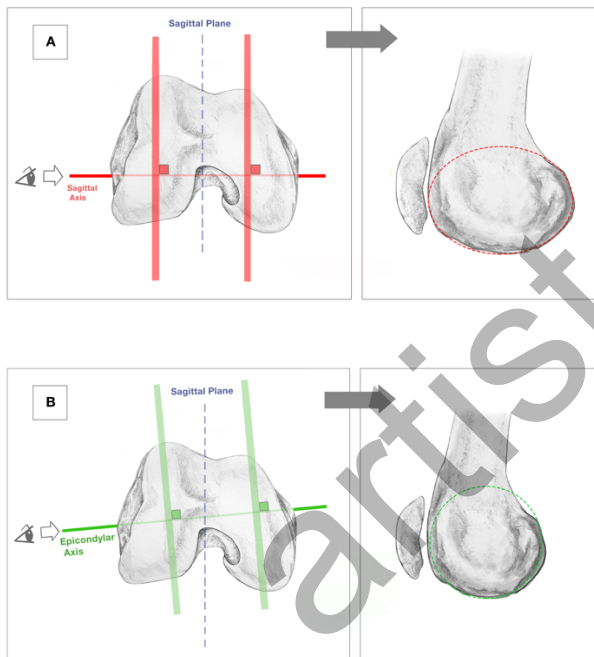 A
Sagittal Plane
Sagittal
Axis
B
Sagittal Plane
Epicondylar
Axis
artist